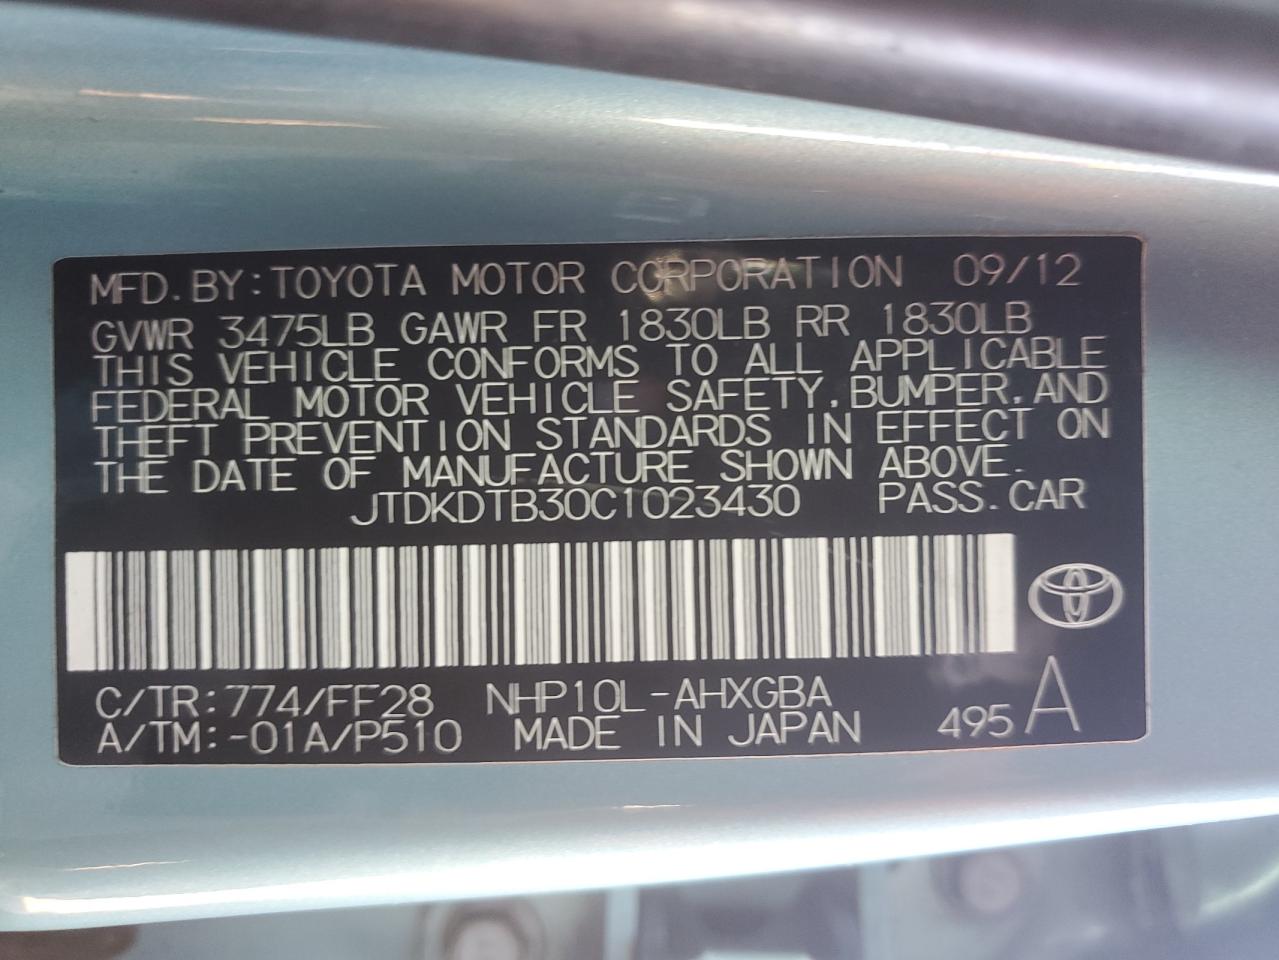 MFD. BY: TOYOTA MOTOR CORPORATION 09/12
GVWR 3475LB GAWR FR 1830LB RR 1830LB
THIS VEHICLE CONFORMS TO ALL APPLICABLE
FEDERAL MOTOR VEHICLE SAFETY, BUMPER, AND
THEFT PREVENTION STANDARDS IN EFFECT ON
THE DATE OF MANUFACTURE SHOWN ABOVE.
JTDKDTB30C1023430 PASS. CAR
C/TR: 774/FF28 NHP10L-AHXGBA
A/TM: -01A/P510 MADE IN JAPAN 495 A